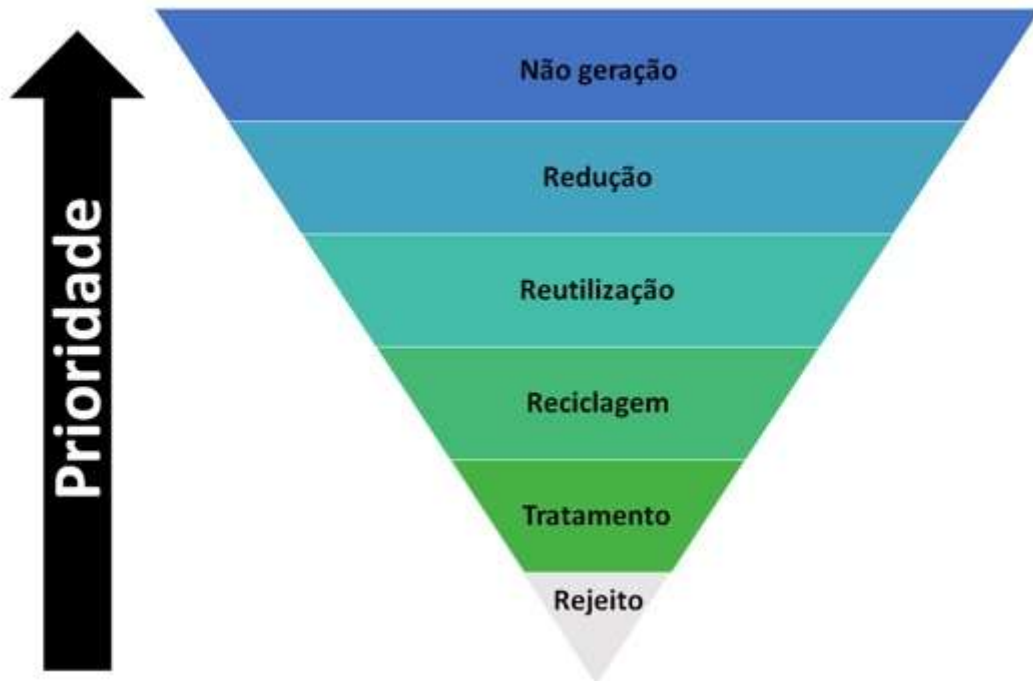 Prioridade
Não geração
Redução
Reutilização
Reciclagem
Tratamento
Rejeito